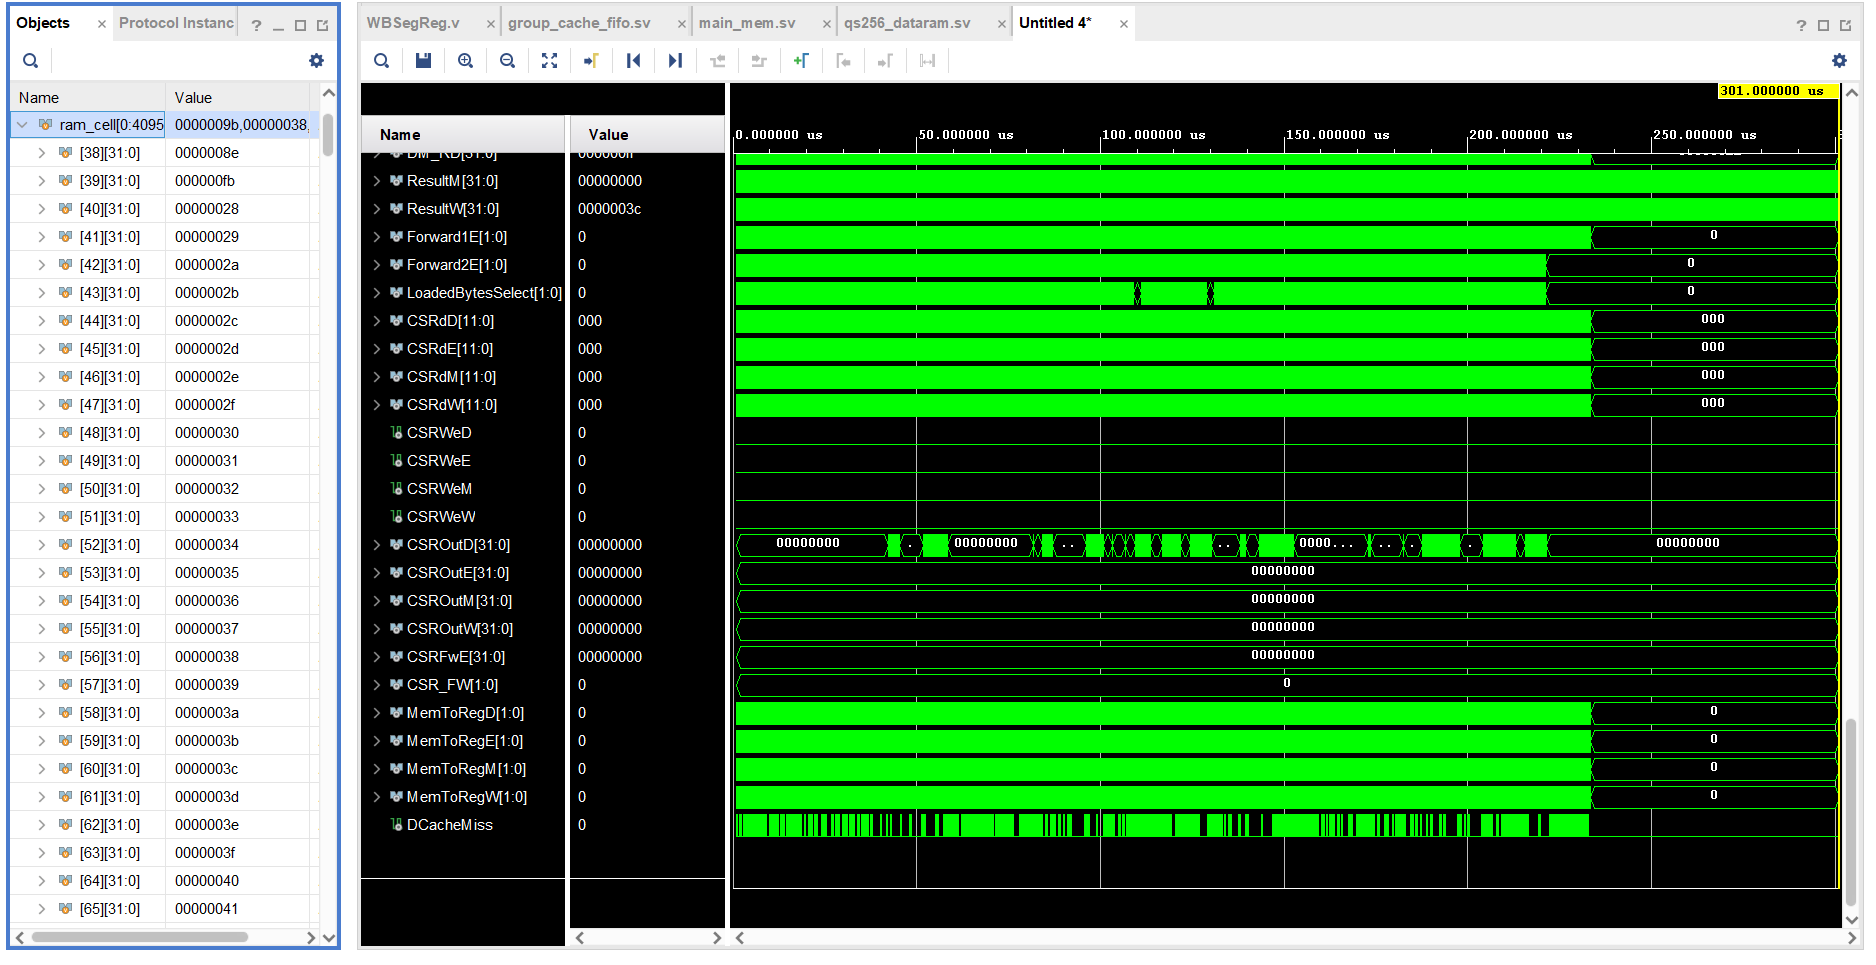 Objects × Protocol Instanc ? WBSegReg.v × group_cache_fifo.sv × main_mem.sv × qs256_dataram.sv × Untitled 4* × ?
Name Value
ram_cell[0:4095 0000009b,00000038,
[38][31:0] 0000008e
[39][31:0] 000000fb
[40][31:0] 00000028
[41][31:0] 00000029
[42][31:0] 0000002a
[43][31:0] 0000002b
[44][31:0] 0000002c
[45][31:0] 0000002d
[46][31:0] 0000002e
[47][31:0] 0000002f
[48][31:0] 00000030
[49][31:0] 00000031
[50][31:0] 00000032
[51][31:0] 00000033
[52][31:0] 00000034
[53][31:0] 00000035
[54][31:0] 00000036
[55][31:0] 00000037
[56][31:0] 00000038
[57][31:0] 00000039
[58][31:0] 0000003a
[59][31:0] 0000003b
[60][31:0] 0000003c
[61][31:0] 0000003d
[62][31:0] 0000003e
[63][31:0] 0000003f
[64][31:0] 00000040
[65][31:0] 00000041
301.000000 us
Name Value 0.000000 us 50.000000 us 100.000000 us 150.000000 us 200.000000 us 250.000000 us
DM_RD[31:0] 000000ff
ResultM[31:0] 00000000
ResultW[31:0] 0000003c
Forward1E[1:0] 0 0
Forward2E[1:0] 0 0
LoadedBytesSelect[1:0] 0 0
CSRdD[11:0] 000 000
CSRdE[11:0] 000 000
CSRdM[11:0] 000 000
CSRdW[11:0] 000 000
CSRWeD 0
CSRWeE 0
CSRWeM 0
CSRWeW 0
CSROutD[31:0] 00000000 00000000 . 00000000 .. .. 0000... .. . . 00000000
CSROutE[31:0] 00000000 00000000
CSROutM[31:0] 00000000 00000000
CSROutW[31:0] 00000000 00000000
CSRFwE[31:0] 00000000 00000000
CSR_FW[1:0] 0 0
MemToRegD[1:0] 0 0
MemToRegE[1:0] 0 0
MemToRegM[1:0] 0 0
MemToRegW[1:0] 0 0
DCacheMiss 0